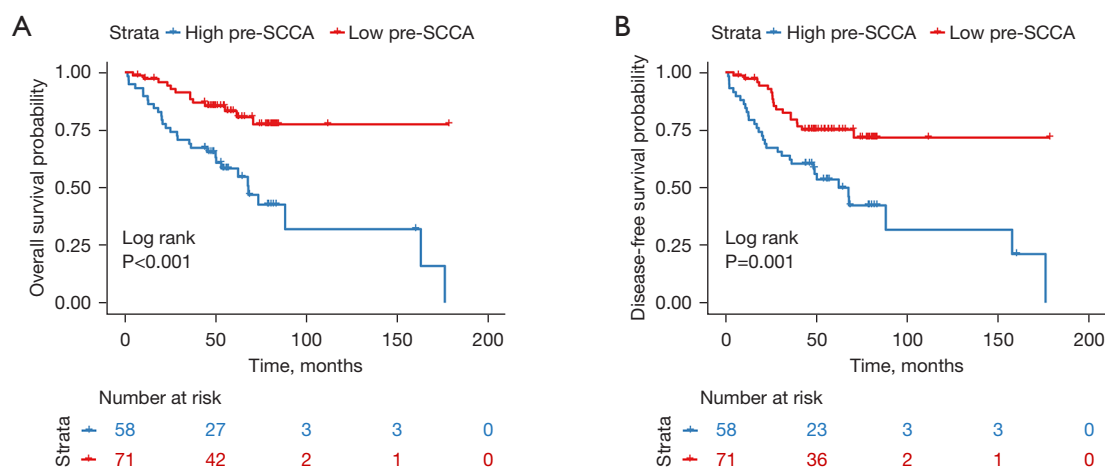 A
Strata High pre-SCCA Low pre-SCCA
Overall survival probability
1.00
0.75
0.50
0.25
0.00
Log rank
P<0.001
0 50 100 150 200
Time, months
Number at risk
Strata
58 27 3 3 0
71 42 2 1 0
B
Strata High pre-SCCA Low pre-SCCA
Disease-free survival probability
1.00
0.75
0.50
0.25
0.00
Log rank
P=0.001
0 50 100 150 200
Time, months
Number at risk
Strata
58 23 3 3 0
71 36 2 1 0